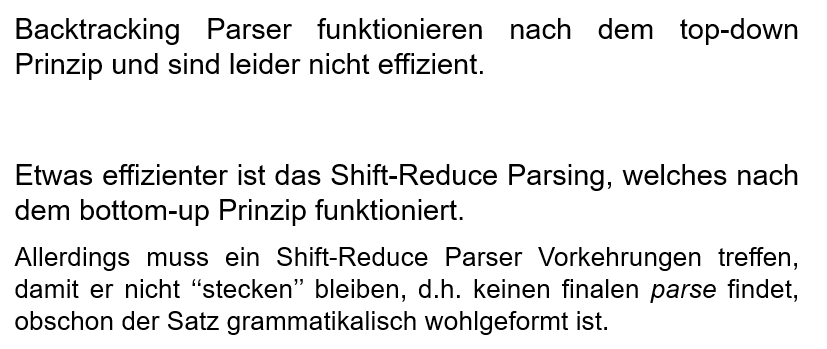 Backtracking Parser funktionieren nach dem top-down
Prinzip und sind leider nicht effizient.
Etwas effizienter ist das Shift-Reduce Parsing, welches nach
dem bottom-up Prinzip funktioniert.
Allerdings muss ein Shift-Reduce Parser Vorkehrungen treffen,
damit er nicht “stecken” bleiben, d.h. keinen finalen parse findet,
obschon der Satz grammatikalisch wohlgeformt ist.